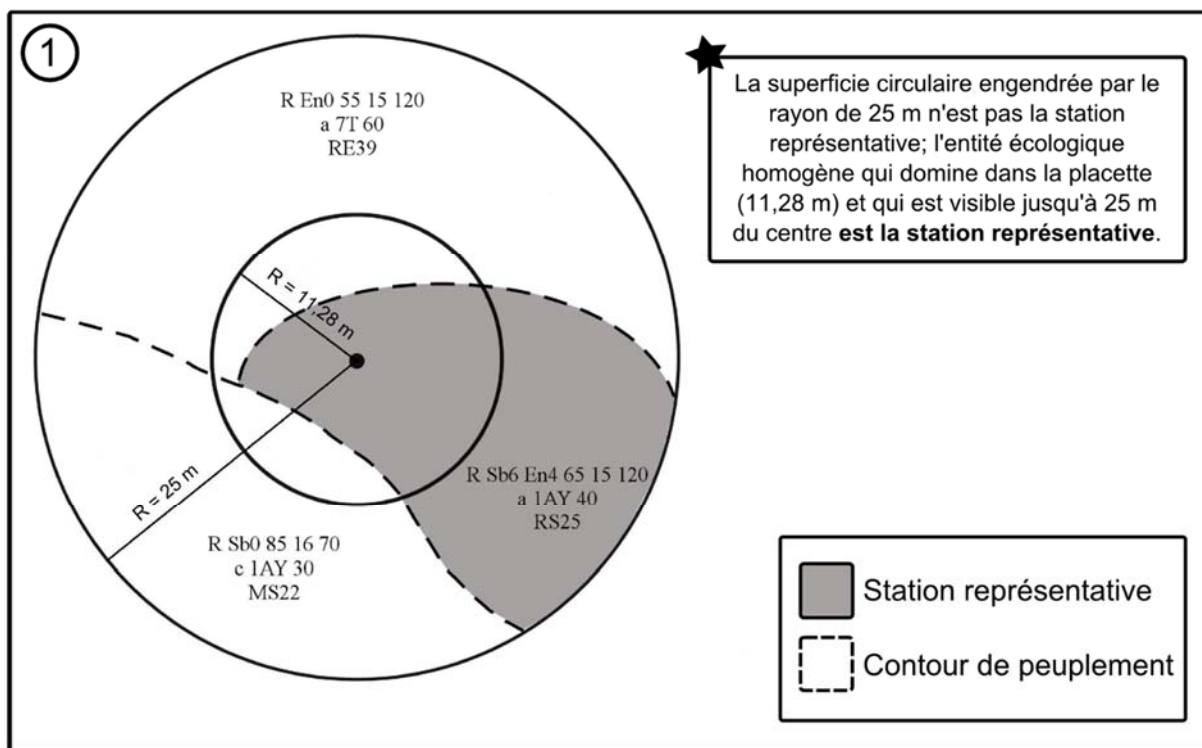 1
R En0 55 15 120
a 7T 60
RE39
La superficie circulaire engendrée par le
rayon de 25 m n'est pas la station
représentative; l'entité écologique
homogène qui domine dans la placette
(11,28 m) et qui est visible jusqu'à 25 m
du centre est la station représentative.
R = 11,28 m
R = 25 m
R Sb6 En4 65 15 120
a 1AY 40
RS25
R Sb0 85 16 70
c 1AY 30
MS22
Station représentative
Contour de peuplement